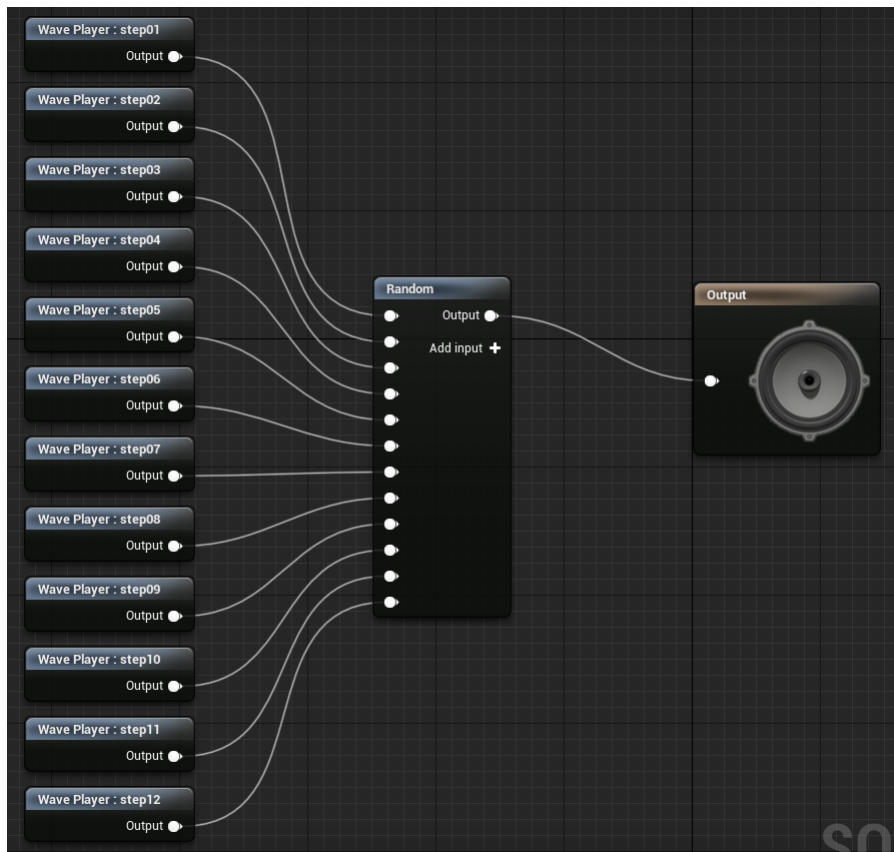 Wave Player : step01
Output
Wave Player : step02
Output
Wave Player : step03
Output
Wave Player : step04
Output
Wave Player : step05
Output
Wave Player : step06
Output
Wave Player : step07
Output
Wave Player : step08
Output
Wave Player : step09
Output
Wave Player : step10
Output
Wave Player : step11
Output
Wave Player : step12
Output
Random
Output
Add input
Output